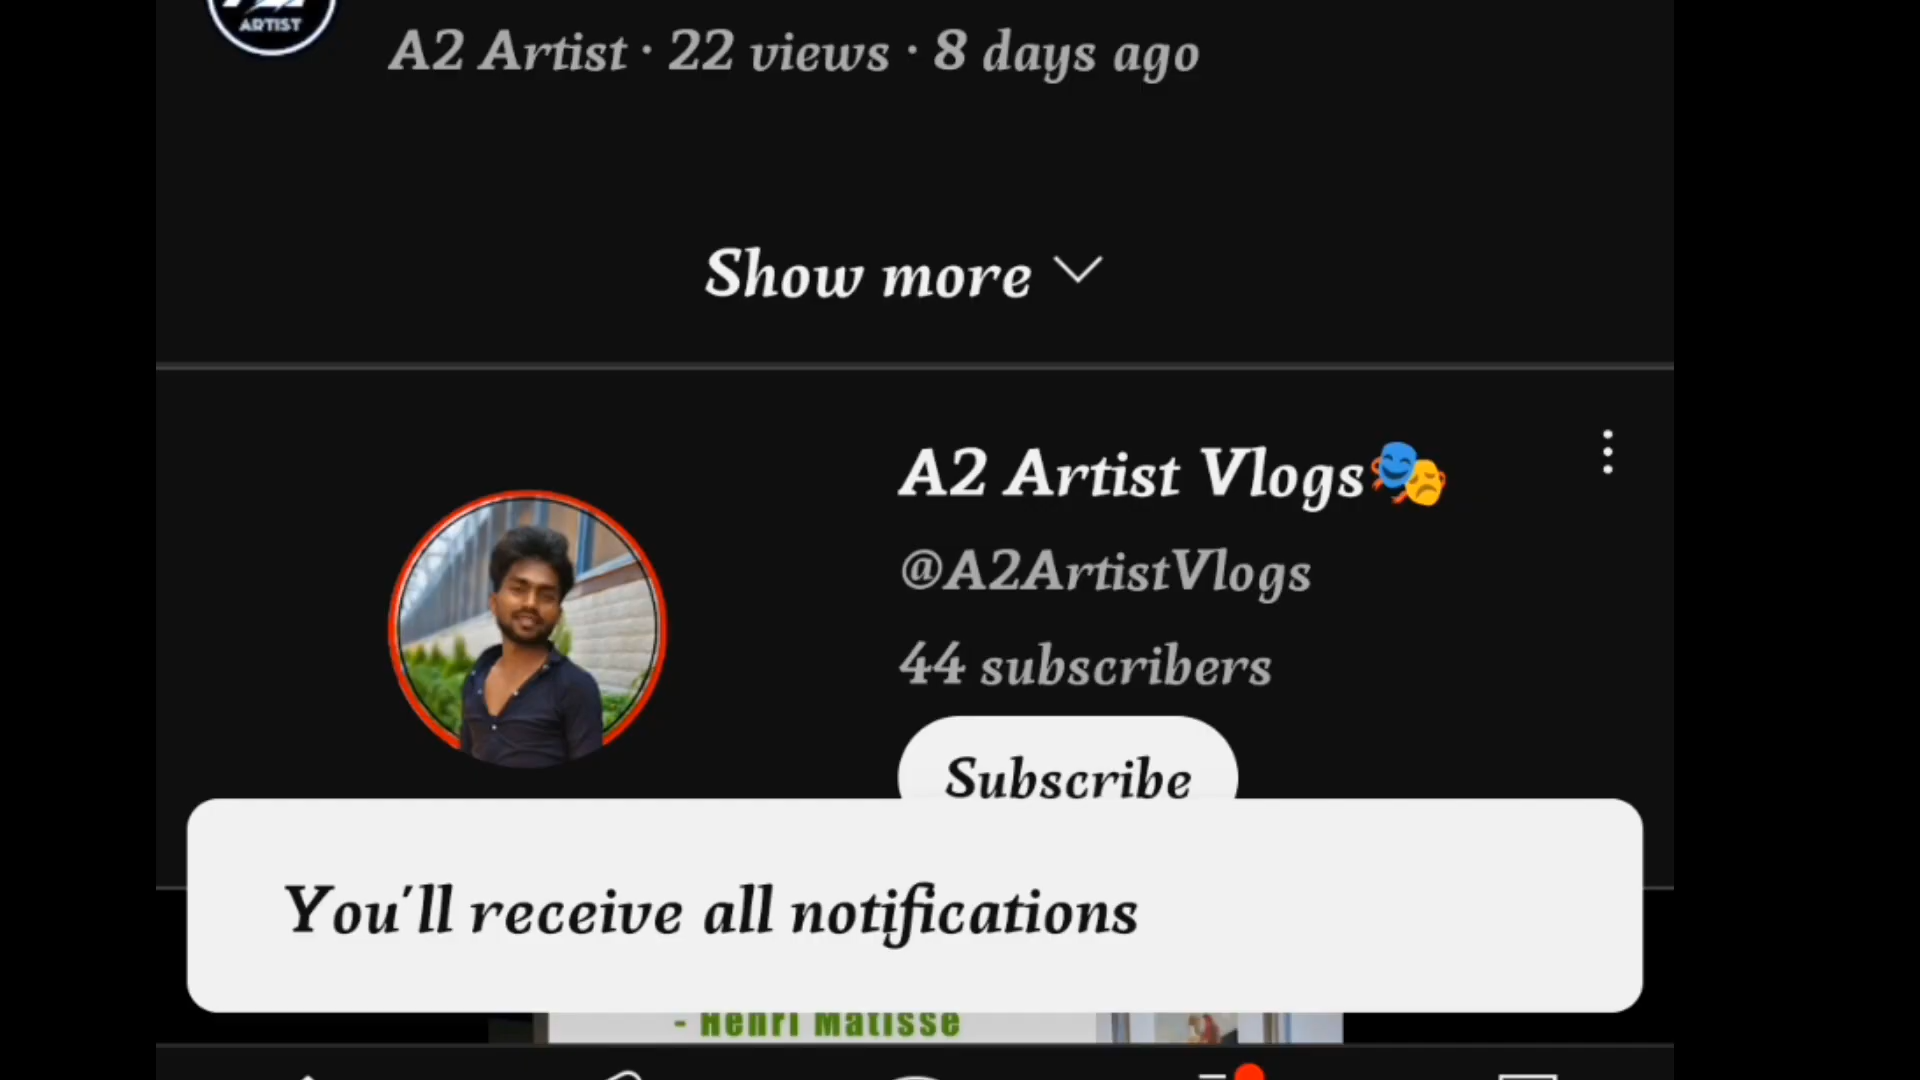 ARTIST
A2 Artist · 22 views · 8 days ago
Show more
A2 Artist Vlogs🎭
@A2ArtistVlogs
44 subscribers
Subscribe
You'll receive all notifications
- Henri Matisse